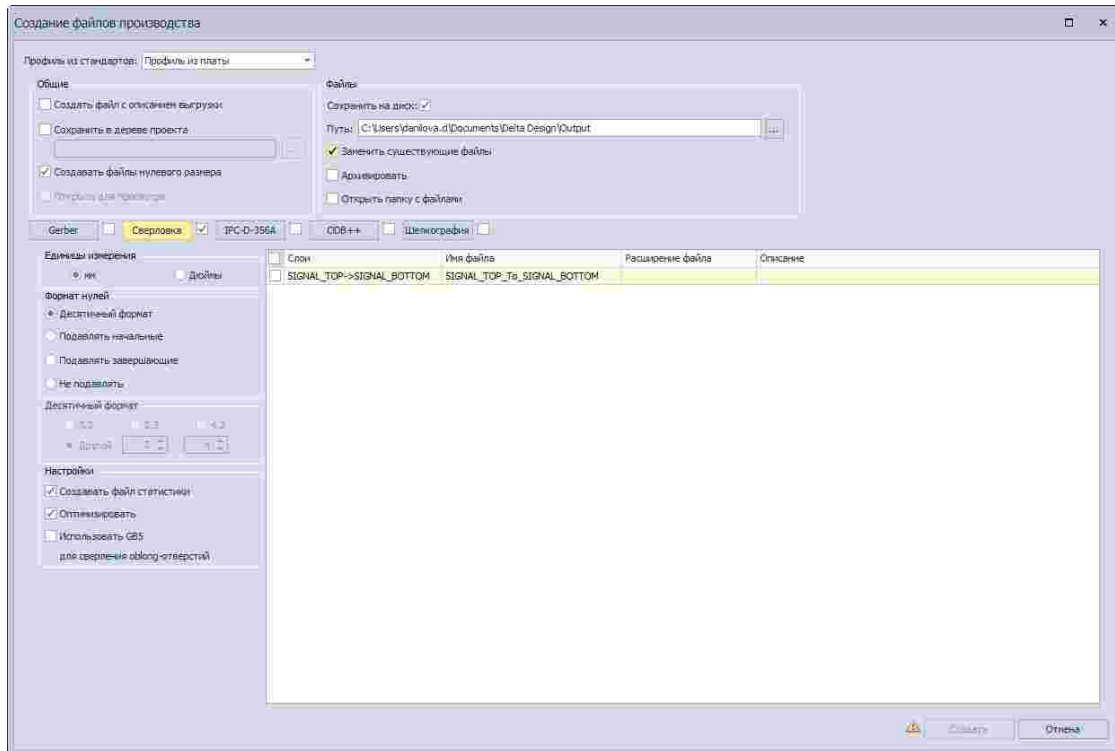 Создание файлов производства
Профиль из стандартов: Профиль из платы
Общие
Создать файл с описанием выгрузки
Сохранить в дереве проекта
...
Создавать файлы нулевого размера
Открыть для просмотра
Файлы
Сохранить на диск:
Путь: C:\Users\danilova.d\Documents\Delta Design\Output ...
Заменить существующие файлы
Архивировать
Открыть папку с файлами
Gerber Сверловка IPC-D-356A ODB++ Шелкография
Единицы измерения
мм Дюймы
Формат нулей
Десятичный формат
Подавлять начальные
Подавлять завершающие
Не подавлять
Десятичный формат
Другой
Настройки
Создавать файл статистики
Оптимизировать
Использовать G85
для сверления oblong-отверстий
Слои Имя файла Расширение файла Описание
SIGNAL_TOP->SIGNAL_BOTTOM SIGNAL_TOP_To_SIGNAL_BOTTOM
Создать Отмена